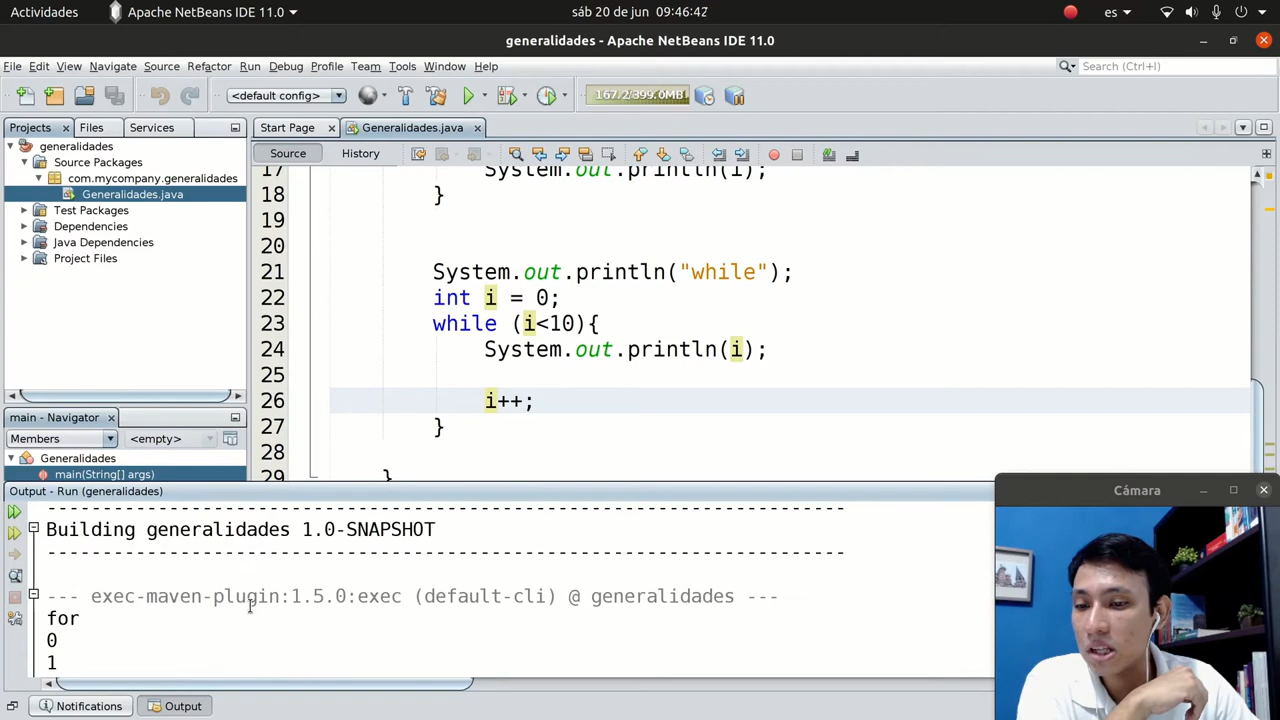 Actividades
Apache NetBeans IDE 11.0
sáb 20 de jun 09:46:42
es
generalidades - Apache NetBeans IDE 11.0
File Edit View Navigate Source Refactor Run Debug Profile Team Tools Window Help
Search (Ctrl+I)
<default config>
167.2/399.0MB
Projects
Files
Services
Start Page
Generalidades.java
Source
History
generalidades
Source Packages
com.mycompany.generalidades
Generalidades.java
Test Packages
Dependencies
Java Dependencies
Project Files
17 System.out.println(i);
18 }
19
20
21 System.out.println("while");
22 int i = 0;
23 while (i<10){
24 System.out.println(i);
25
26 i++;
27 }
28
29 }
main - Navigator
Members
<empty>
Generalidades
main(String[] args)
Output - Run (generalidades)
------------------------------------------------------------------------
Building generalidades 1.0-SNAPSHOT
------------------------------------------------------------------------
--- exec-maven-plugin:1.5.0:exec (default-cli) @ generalidades ---
for
0
1
Cámara
Notifications
Output